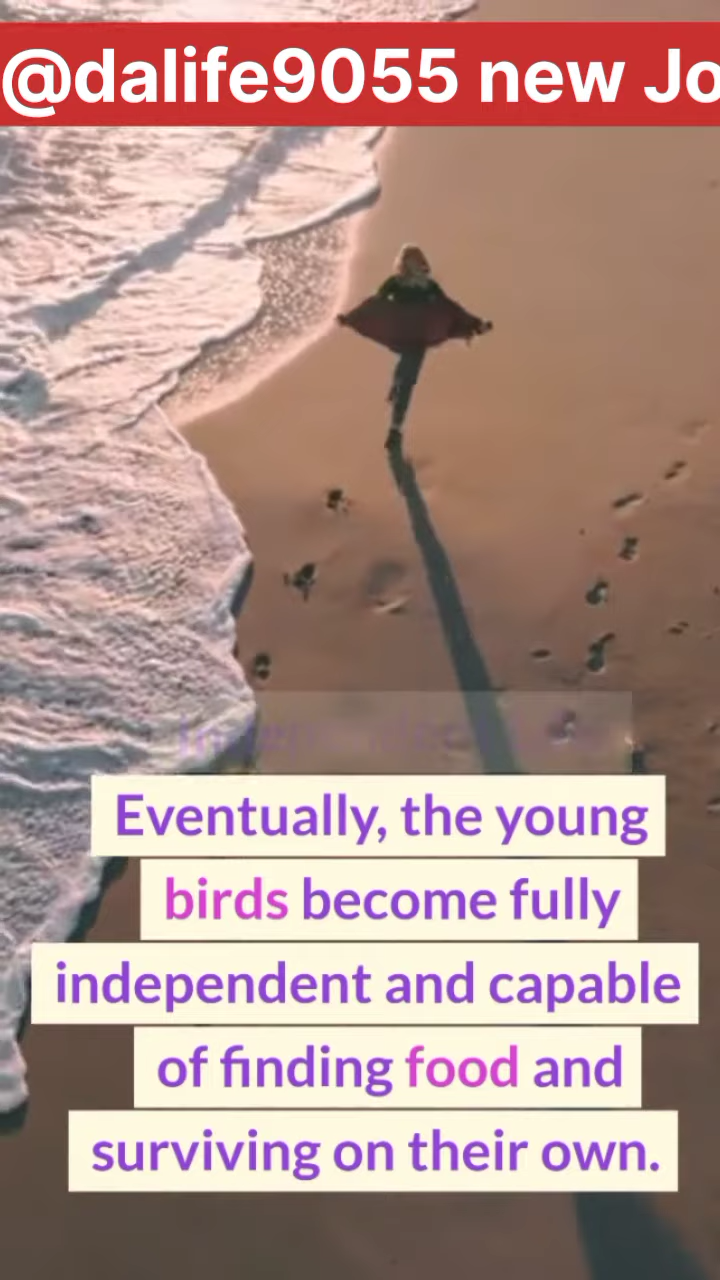 @dalife9055 new Jo
Eventually, the young
birds become fully
independent and capable
of finding food and
surviving on their own.